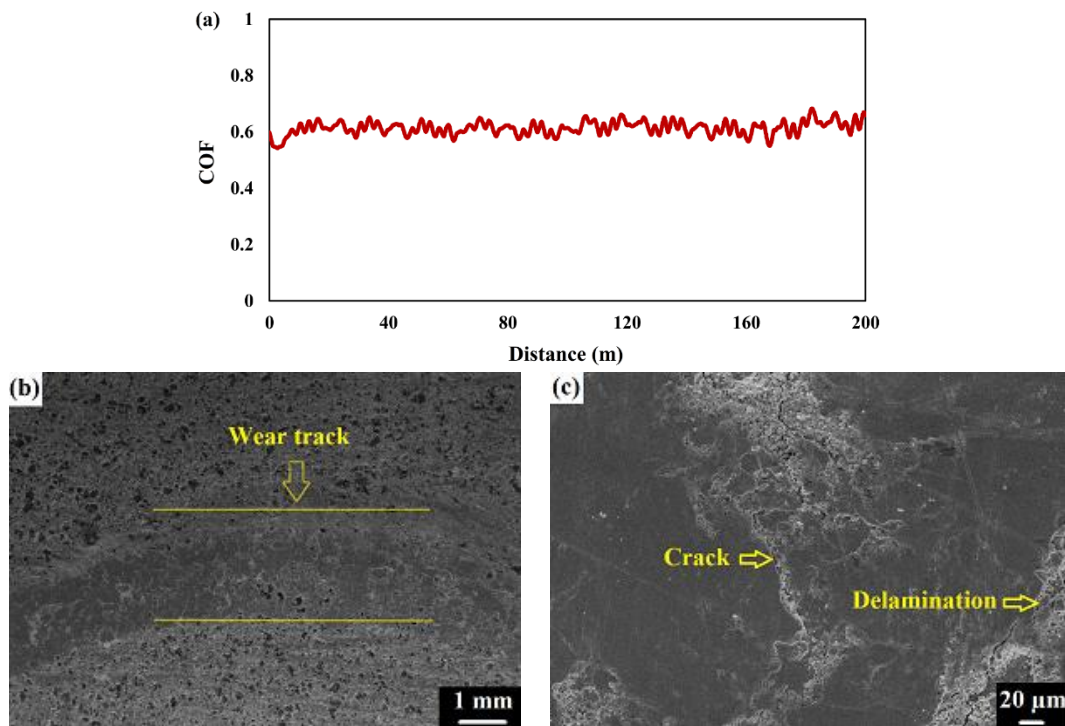 (a)
1
0.8
0.6
0.4
0.2
0
COF
0 40 80 120 160 200
Distance (m)
(b)
Wear track
1 mm
(c)
Crack
Delamination
20 µm